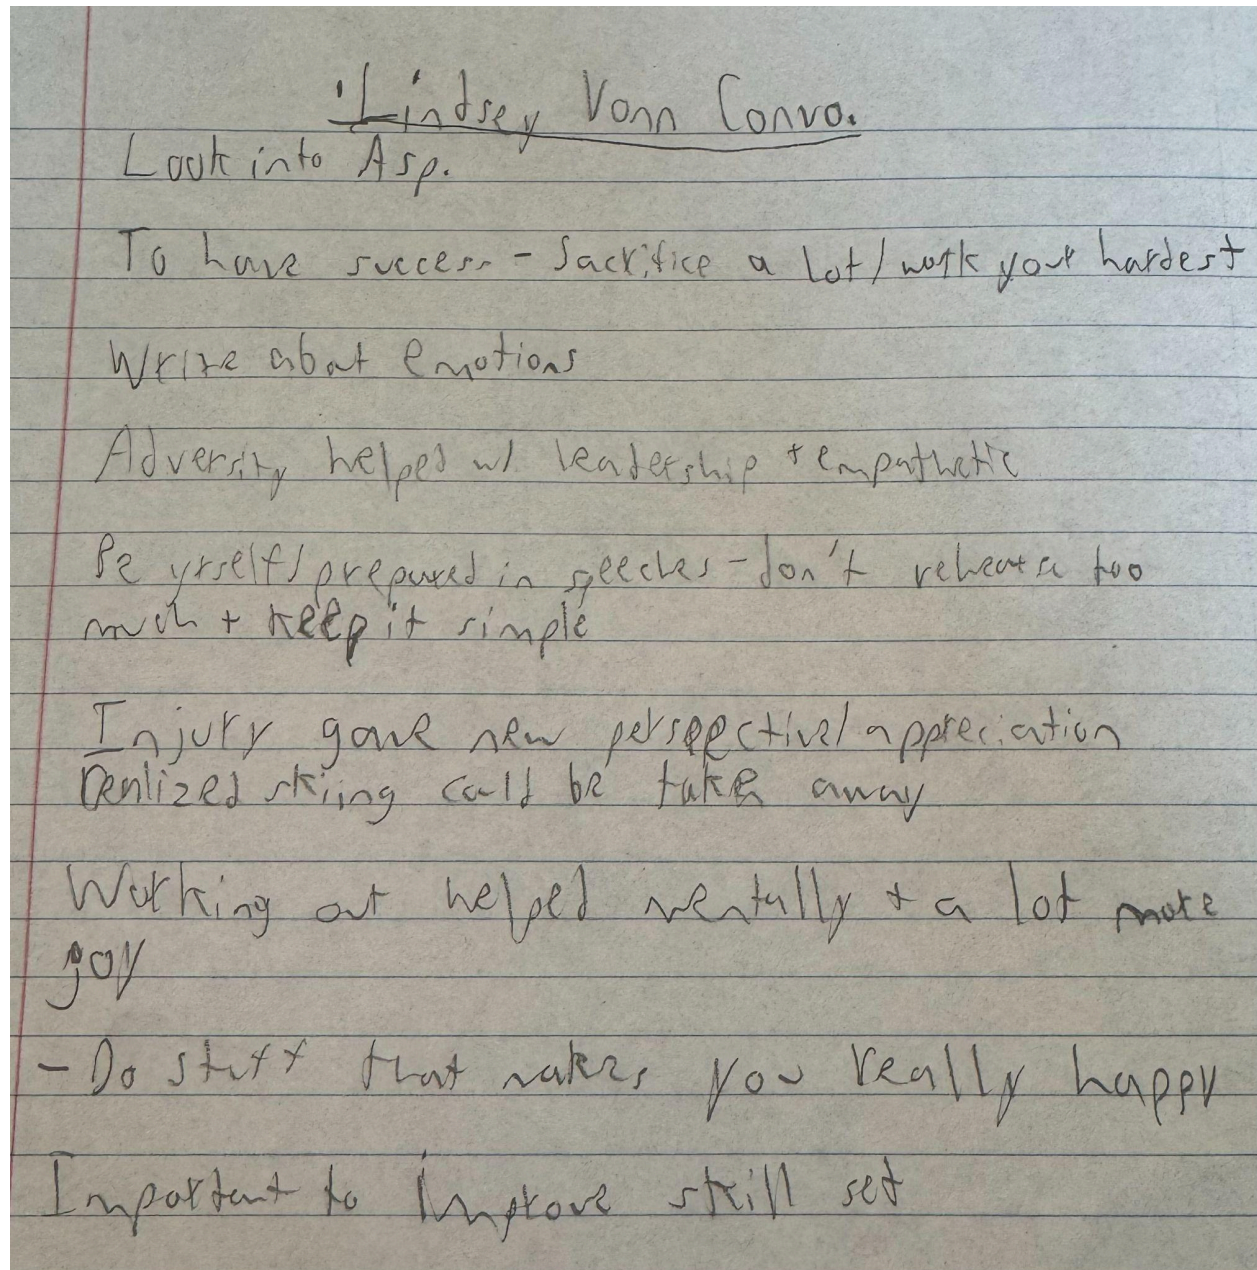 Lindsey Vonn Convo.
Look into Asp.
To have success - Sacrifice a lot / work your hardest
Write about emotions
Adversity helped w/ leadership + empathetic
Be yrself / prepared in speeches - don't rehearse too
much + keep it simple
Injury gave new perspective / appreciation
Realized skiing could be taken away
Working out helped mentally + a lot more
joy
- Do stuff that makes you really happy
Important to improve skill set